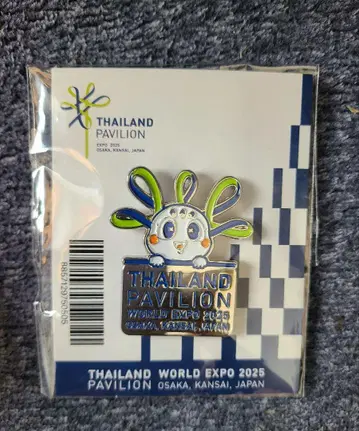 THAILAND
PAVILION
EXPO 2025
OSAKA, KANSAI, JAPAN
THAILAND
PAVILION
WORLD EXPO 2025
OSAKA, KANSAI, JAPAN
THAILAND WORLD EXPO 2025
PAVILION OSAKA, KANSAI, JAPAN